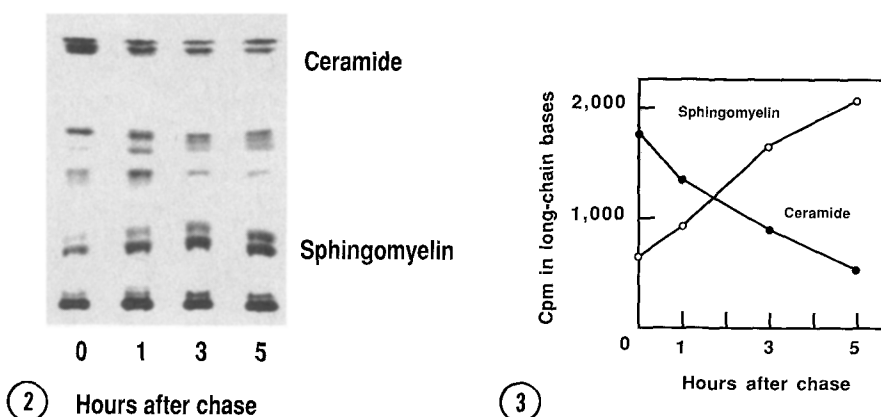 Ceramide
Sphingomyelin
0 1 3 5
2 Hours after chase
Cpm in long-chain bases
2,000
1,000
0
Sphingomyelin
Ceramide
1 3 5
Hours after chase
3